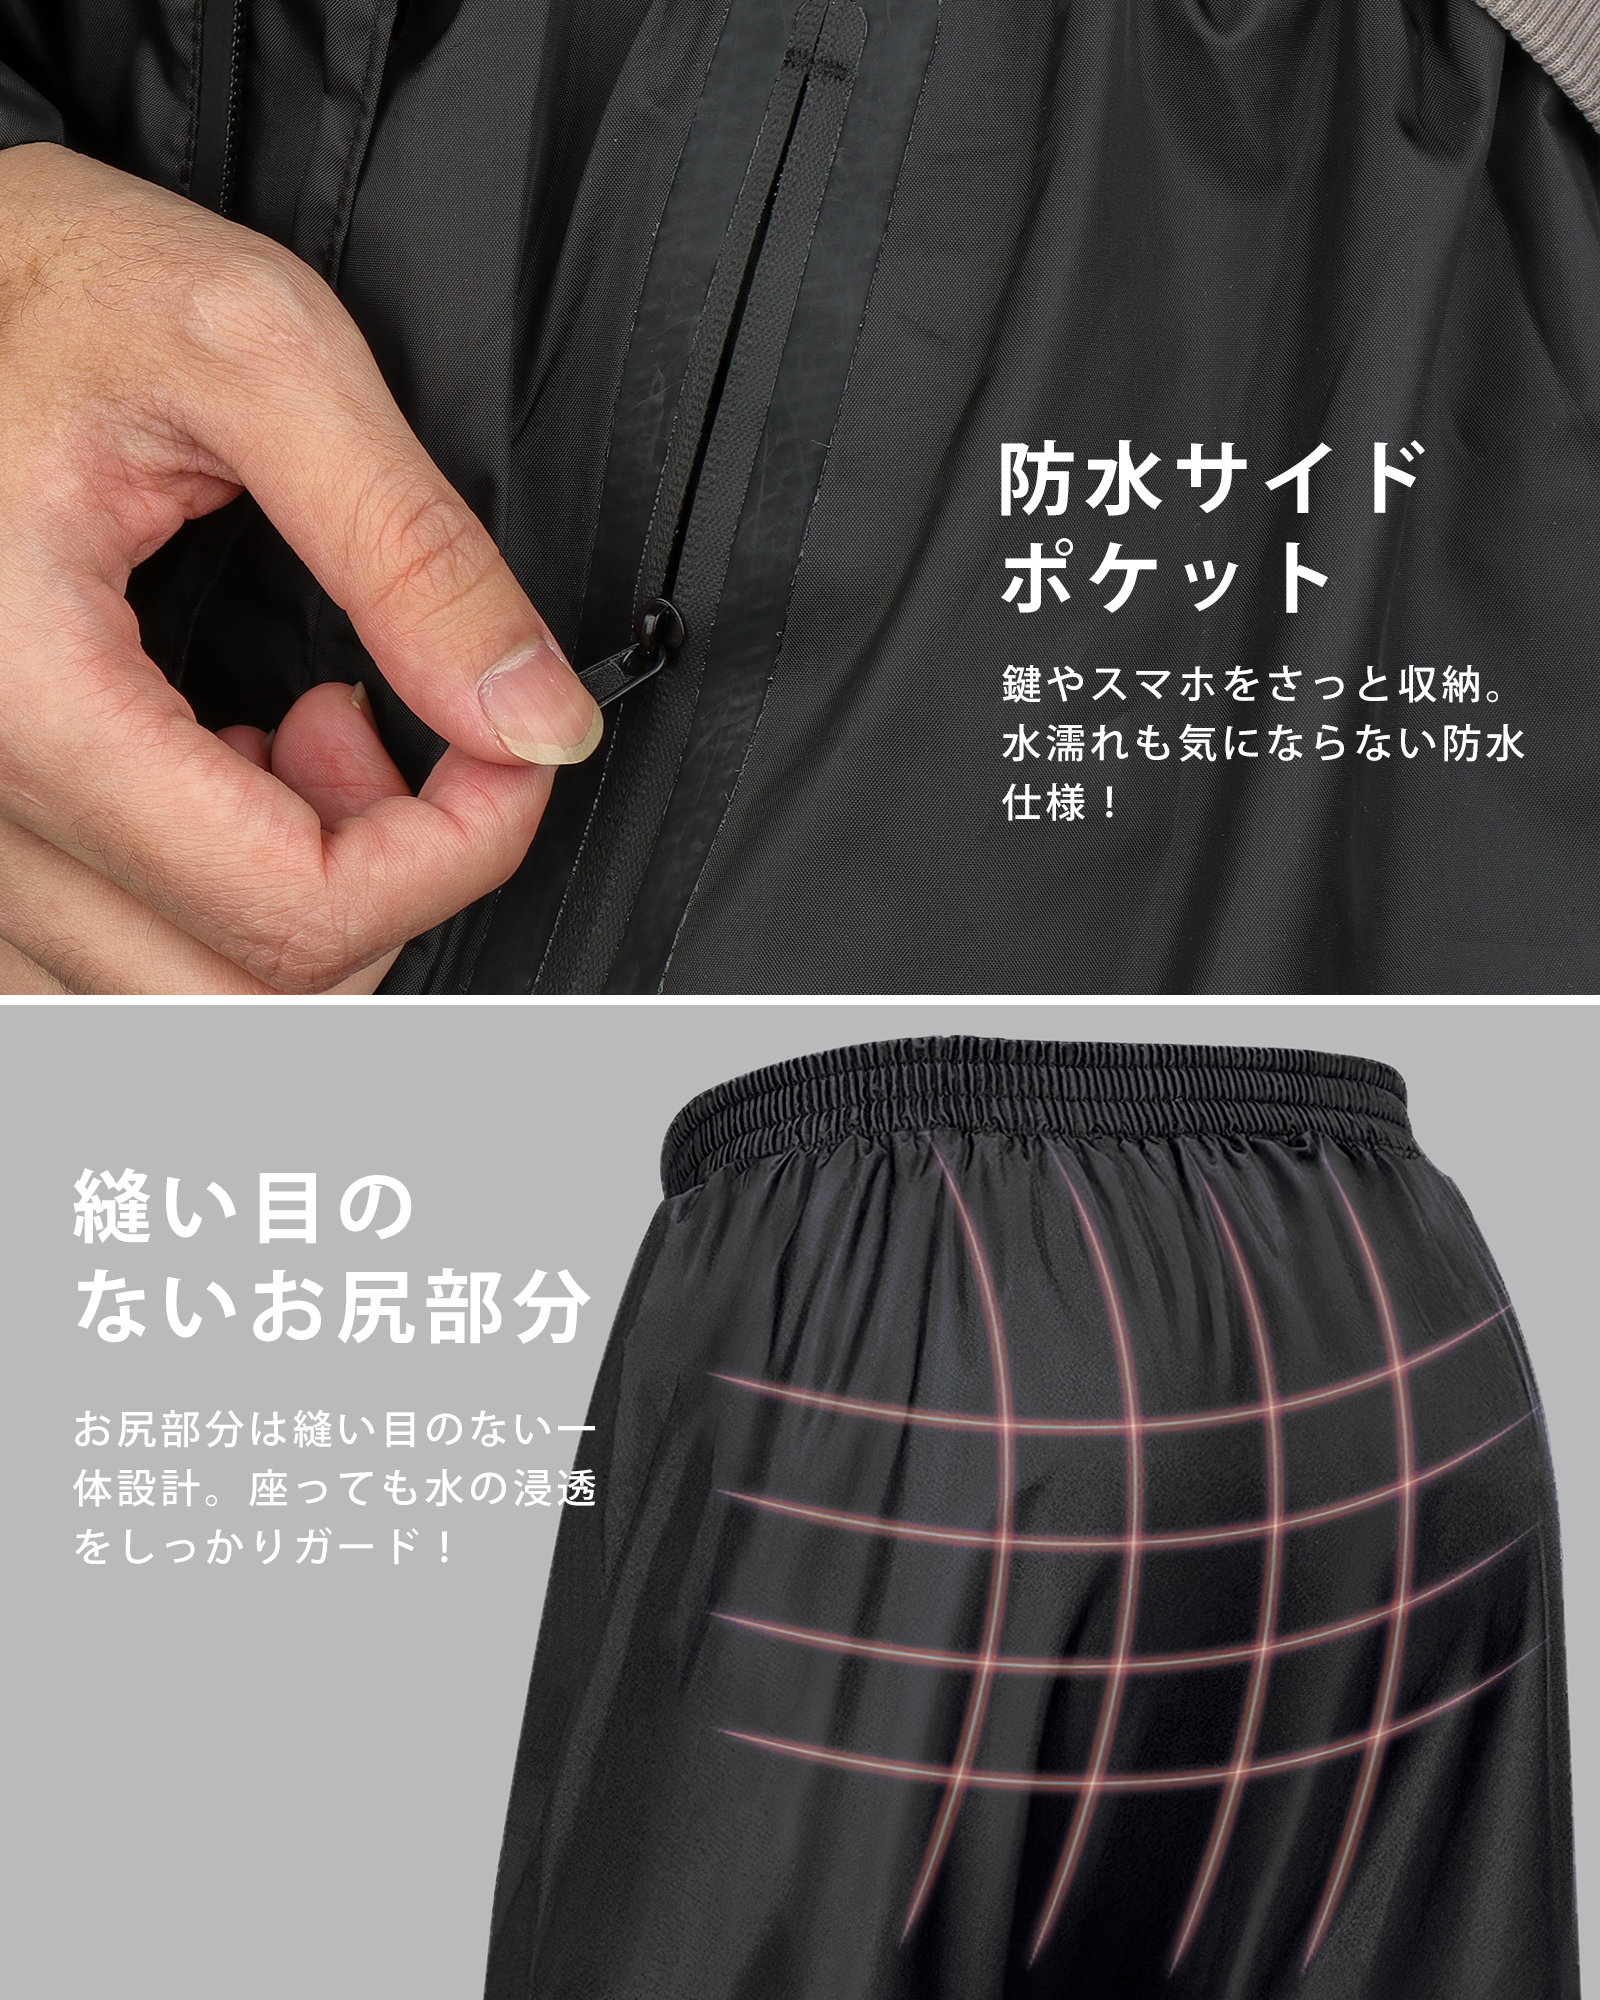 防水サイド
ポケット
鍵やスマホをさっと収納。
水濡れも気にならない防水
仕様！
縫い目の
ないお尻部分
お尻部分は縫い目のない一
体設計。座っても水の浸透
をしっかりガード！